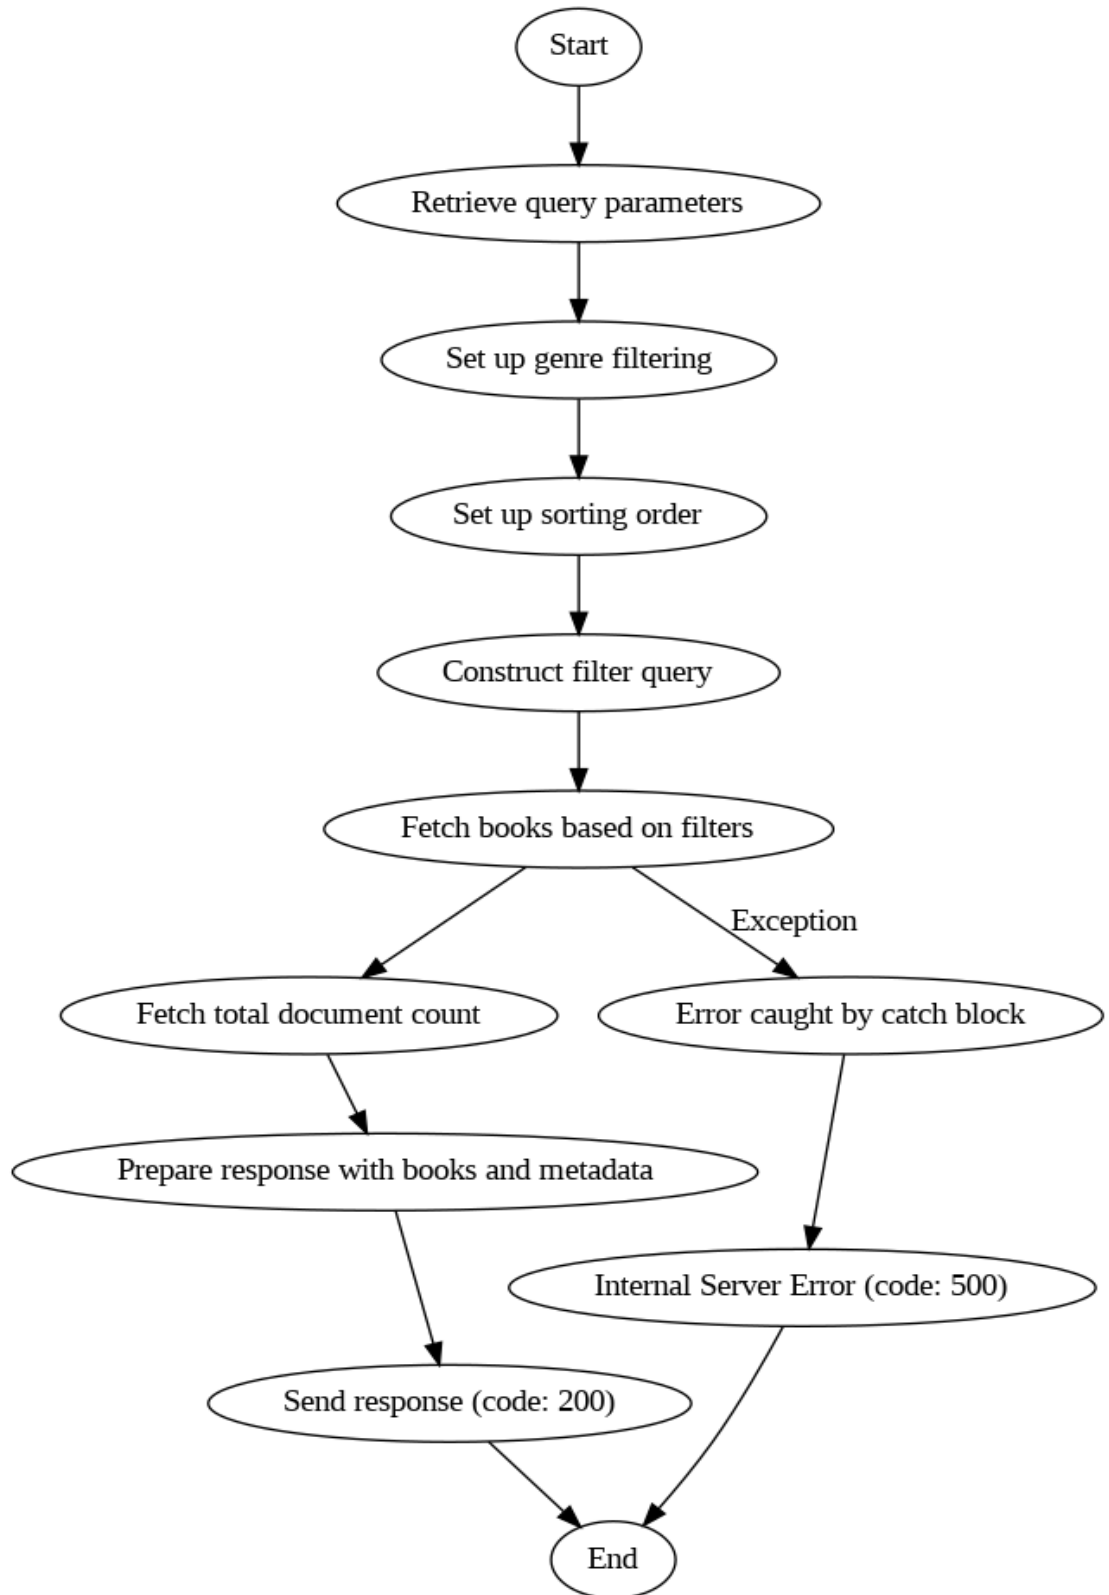 Start
Retrieve query parameters
Set up genre filtering
Set up sorting order
Construct filter query
Fetch books based on filters
Exception
Fetch total document count
Error caught by catch block
Prepare response with books and metadata
Internal Server Error (code: 500)
Send response (code: 200)
End